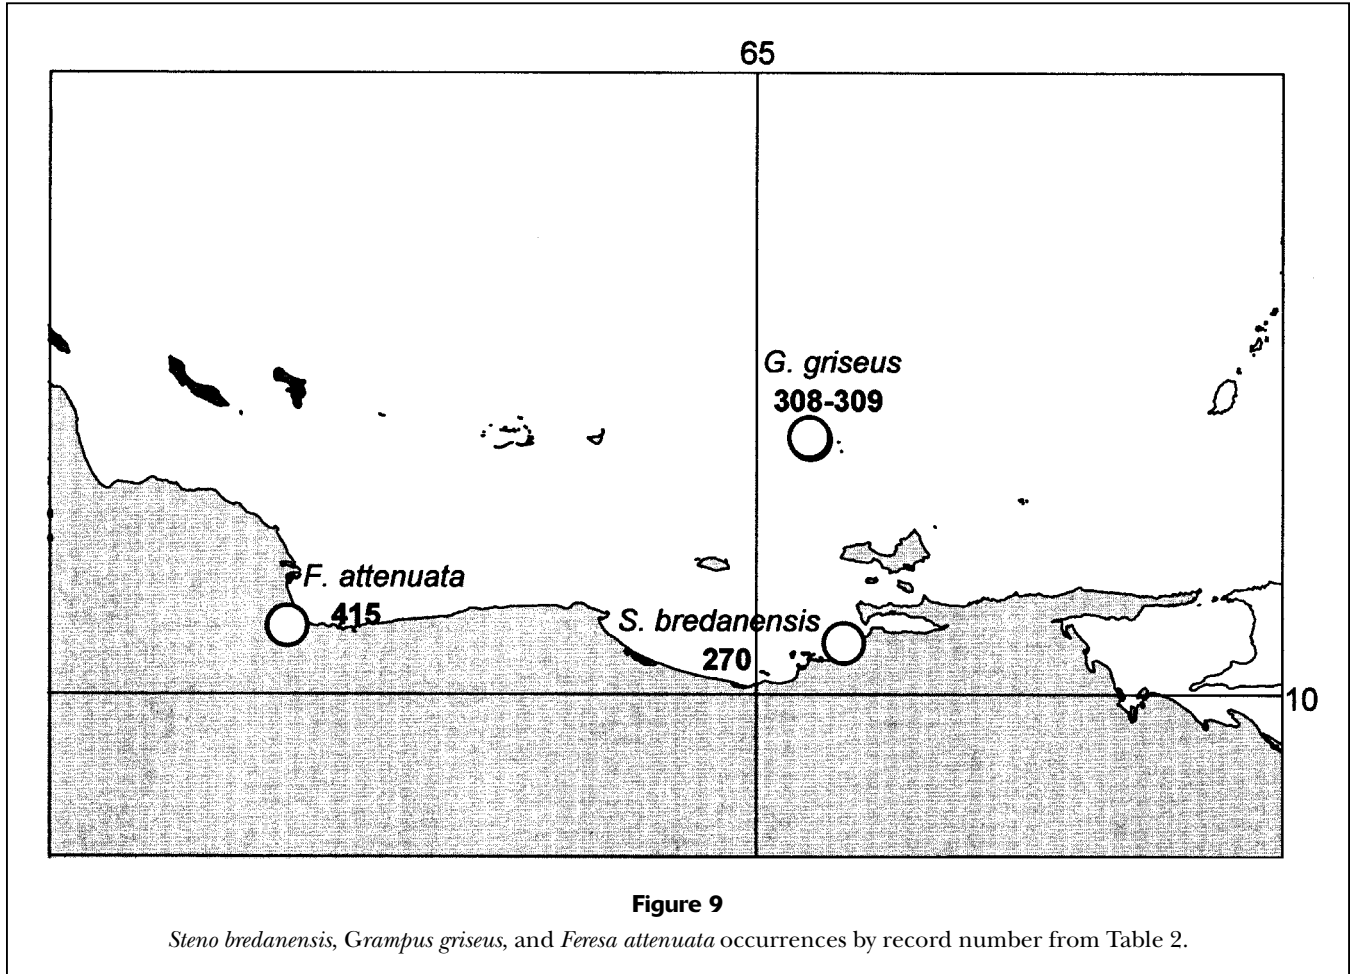 65
G. griseus
308-309
F. attenuata
415
S. bredanensis
270
10
Figure 9
Steno bredanensis, Grampus griseus, and Feresa attenuata occurrences by record number from Table 2.